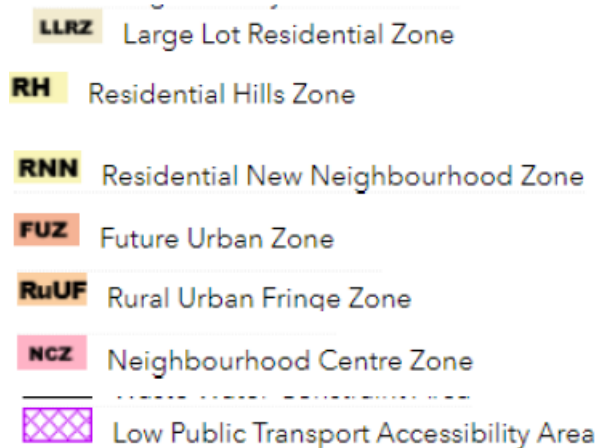 LLRZ Large Lot Residential Zone
RH Residential Hills Zone
RNN Residential New Neighbourhood Zone
FUZ Future Urban Zone
RuUF Rural Urban Fringe Zone
NCZ Neighbourhood Centre Zone
Low Public Transport Accessibility Area